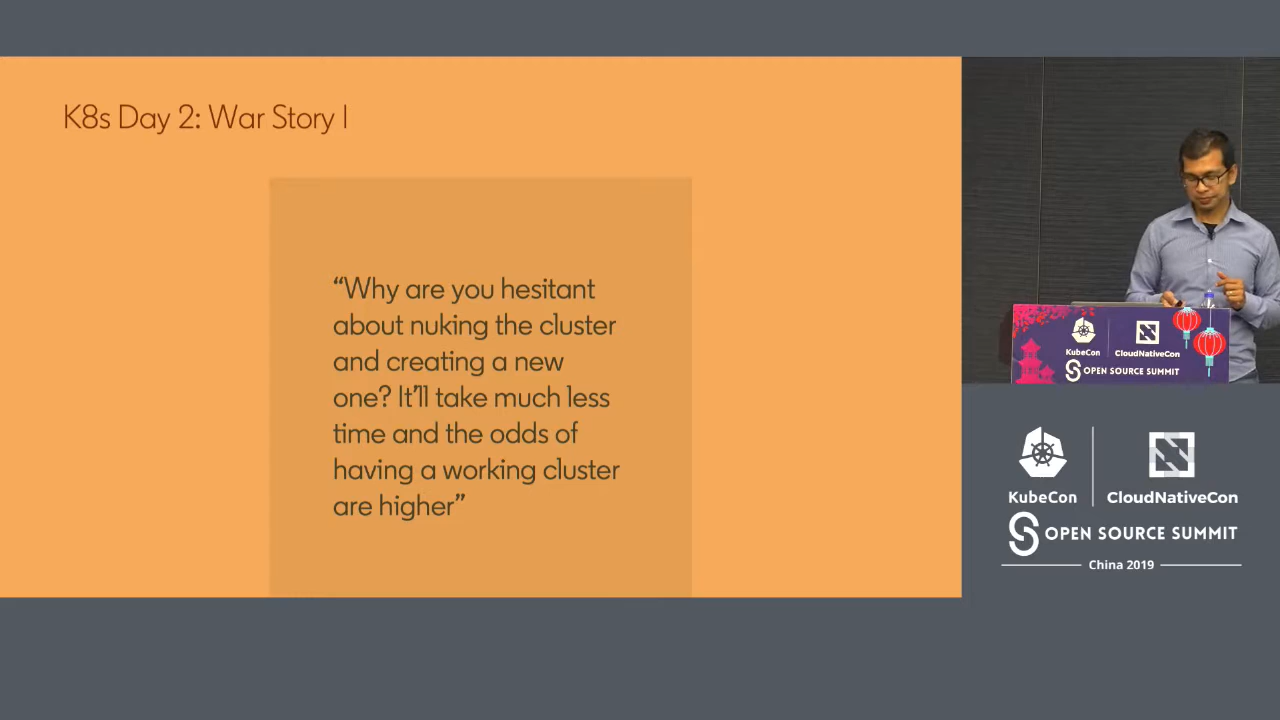 K8s Day 2: War Story I
“Why are you hesitant
about nuking the cluster
and creating a new
one? It’ll take much less
time and the odds of
having a working cluster
are higher”
KubeCon
CloudNativeCon
OPEN SOURCE SUMMIT
KubeCon
CloudNativeCon
OPEN SOURCE SUMMIT
China 2019